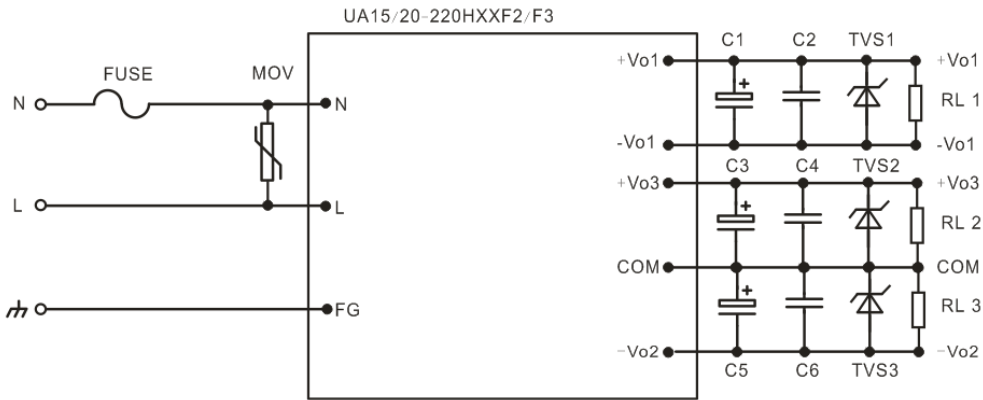 UA15/20-220HXXF2/F3
C1 C2 TVS1
FUSE MOV +Vo1 +Vo1
N N RL 1
-Vo1 -Vo1
C3 C4 TVS2
+Vo3 +Vo3
L L RL 2
COM COM
FG RL 3
-Vo2 -Vo2
C5 C6 TVS3